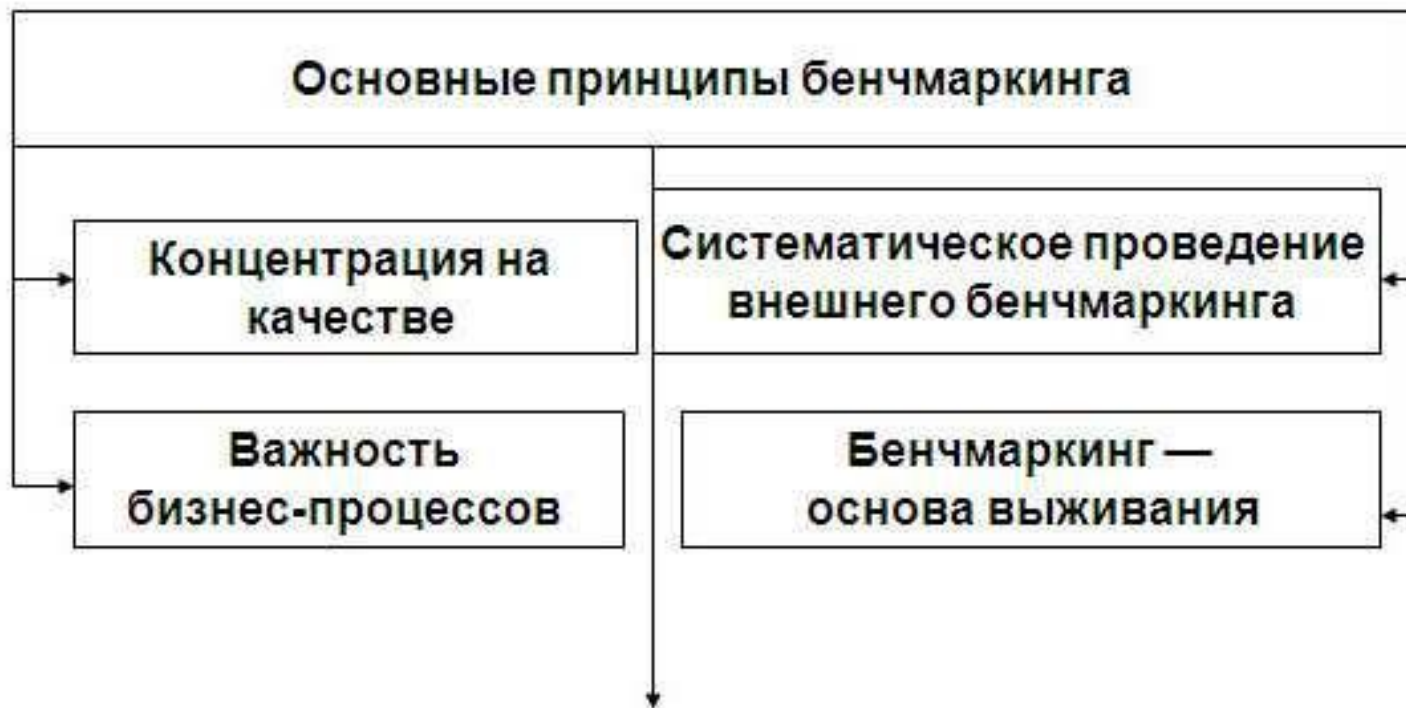 Основные принципы бенчмаркинга
Концентрация на
качестве
Систематическое проведение
внешнего бенчмаркинга
Важность
бизнес-процессов
Бенчмаркинг —
основа выживания